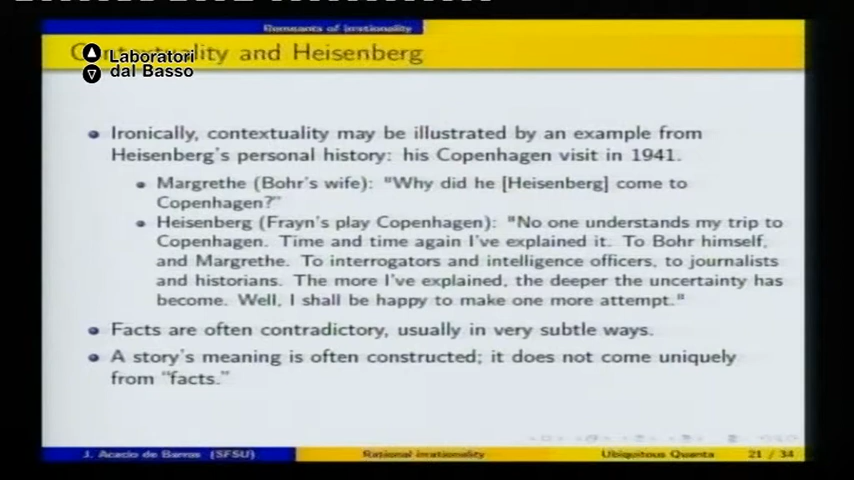 Remnants of irrationality
Contextuality and Heisenberg
Laboratori
dal Basso
Ironically, contextuality may be illustrated by an example from
Heisenberg's personal history: his Copenhagen visit in 1941.
Margrethe (Bohr's wife): "Why did he [Heisenberg] come to
Copenhagen?"
Heisenberg (Frayn's play Copenhagen): "No one understands my trip to
Copenhagen. Time and time again I've explained it. To Bohr himself,
and Margrethe. To interrogators and intelligence officers, to journalists
and historians. The more I've explained, the deeper the uncertainty has
become. Well, I shall be happy to make one more attempt."
Facts are often contradictory, usually in very subtle ways.
A story's meaning is often constructed; it does not come uniquely
from "facts."
J. Acacio de Barros (SFSU)
Rational irrationality
Ubiquitous Quanta
21 / 34